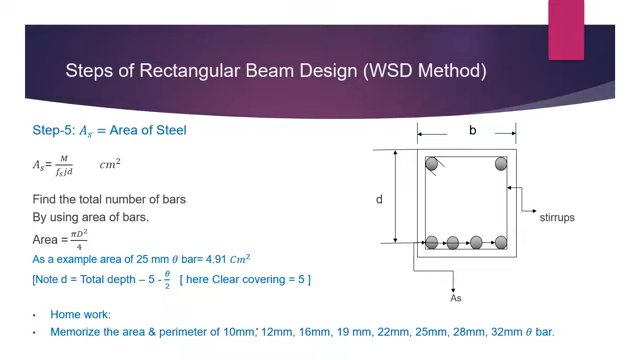 Steps of Rectangular Beam Design (WSD Method)
Step-5: 𝐴ₛ = Area of Steel
𝐴ₛ= 𝑀/(𝑓ₛ𝑗𝑑) 𝑐𝑚²
Find the total number of bars
By using area of bars.
Area = 𝜋𝐷²/4
As a example area of 25 mm 𝜃 bar= 4.91 𝐶𝑚²
[Note d = Total depth – 5 - 𝜃/2 [ here Clear covering = 5 ]
• Home work:
• Memorize the area & perimeter of 10mm, 12mm, 16mm, 19 mm, 22mm, 25mm, 28mm, 32mm 𝜃 bar.
b
d
stirrups
As